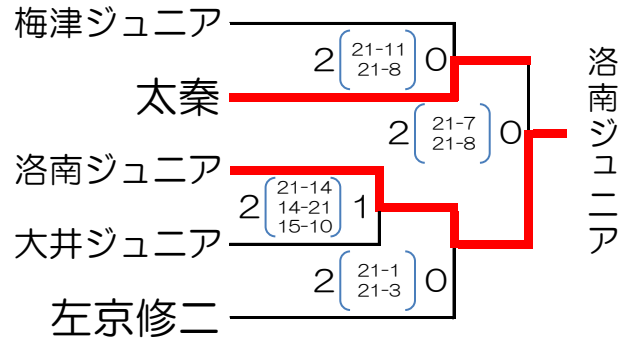 梅津ジュニア
2 21-11 0
21-8
太秦
2 21-7 0
21-8
洛南ジュニア
洛南ジュニア
2 21-14 1
14-21
15-10
大井ジュニア
2 21-1 0
21-3
左京修二